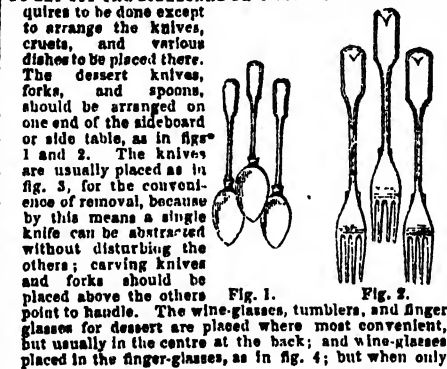 quires to be done except
to arrange the knives,
cruets, and various
dishes to be placed there.
The dessert knives,
forks, and spoons,
should be arranged on
one end of the sideboard
or side table, as in figs
1 and 2. The knives
are usually placed as in
fig. 3, for the conveni-
ence of removal, because
by this means a single
knife can be abstracted
without disturbing the
others; carving knives
and forks should be
placed above the others
Fig. 1. Fig. 2.
point to handle. The wine-glasses, tumblers, and finger
glasses for dessert are placed where most convenient,
but usually in the centre at the back; and wine-glasses
placed in the finger-glasses, as in fig. 4; but when only